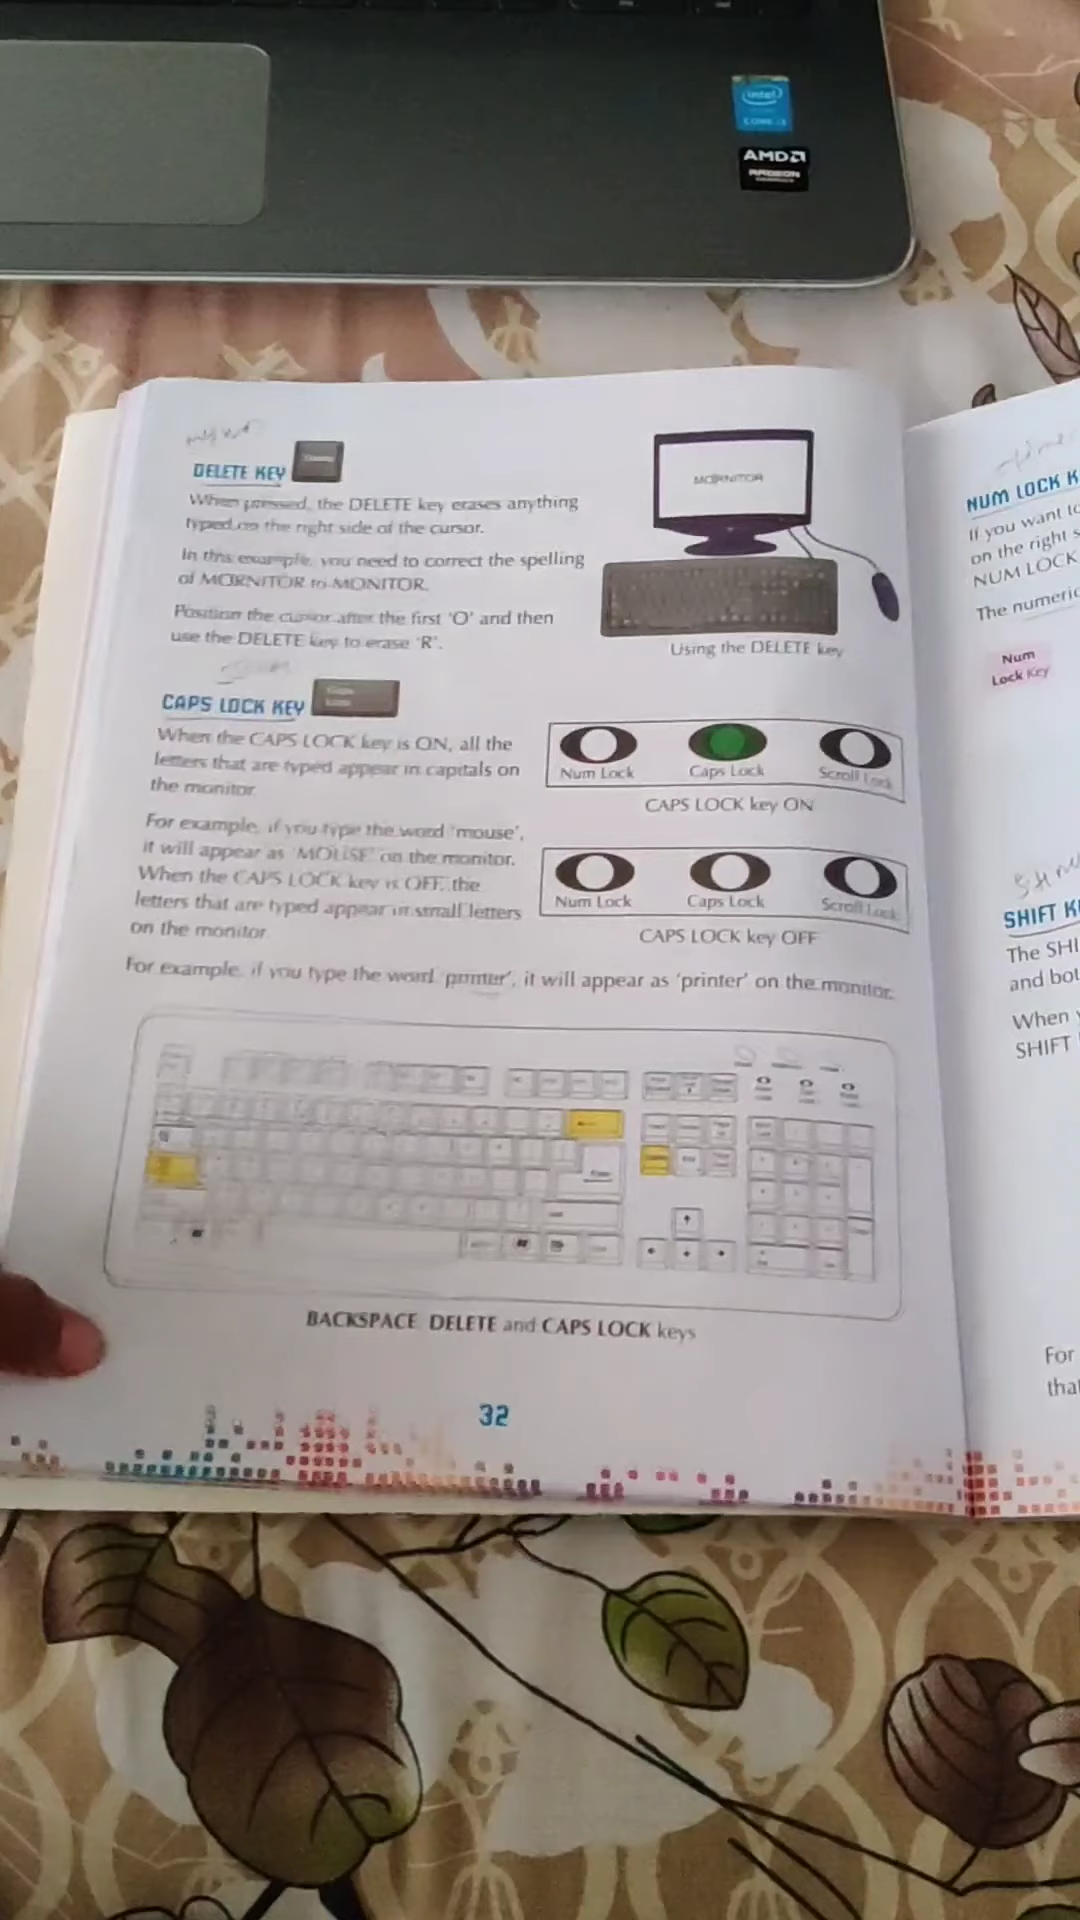 intel
CORE i3
AMD
RADEON
DELETE KEY
When pressed, the DELETE key erases anything
typed on the right side of the cursor.
In this example, you need to correct the spelling
of MORNITOR to MONITOR.
Position the cursor after the first 'O' and then
use the DELETE key to erase 'R'.
MORNITOR
Using the DELETE key
CAPS LOCK KEY
Caps
Lock
When the CAPS LOCK key is ON, all the
letters that are typed appear in capitals on
the monitor.
For example, if you type the word 'mouse',
it will appear as 'MOUSE' on the monitor.
When the CAPS LOCK key is OFF, the
letters that are typed appear in small letters
on the monitor.
Num Lock Caps Lock Scroll Lock
CAPS LOCK key ON
Num Lock Caps Lock Scroll Lock
CAPS LOCK key OFF
For example, if you type the word 'printer', it will appear as 'printer' on the monitor.
BACKSPACE, DELETE and CAPS LOCK keys
32
NUM LOCK K
If you want to
on the right s
NUM LOCK
The numeric
Num
Lock Key
SHIFT K
The SHI
and bot
When y
SHIFT
For
that